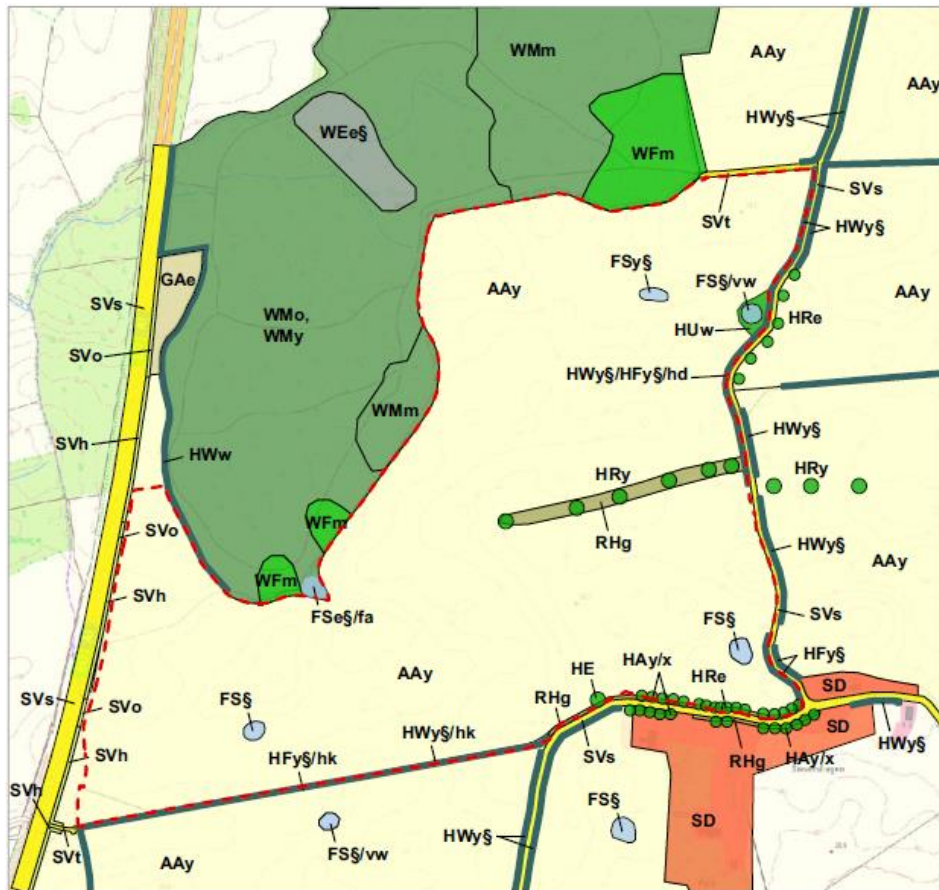 WMm
AAy
AAy
WEe§
HWy§
WFm
SVs
SVt
HWy§
GAe
FSy§
FS§/vw
AAy
AAy
SVs
WMo,
WMy
HUw
HRe
SVo
HWy§/HFy§/hd
WMm
SVh
HWw
HWy§
HRy
HRy
SVo
WFm
RHg
HWy§
AAy
SVh
WFm
FSe§/fa
SVs
FS§
HFy§
AAy
HE
HAy/x
HRe
SD
SVs
FS§
RHg
SVo
HWy§/hk
SD
SVh
HFy§/hk
SVs
RHg
HAy/x
HWy§
SVh
FS§
SD
SVt
FS§/vw
HWy§
AAy